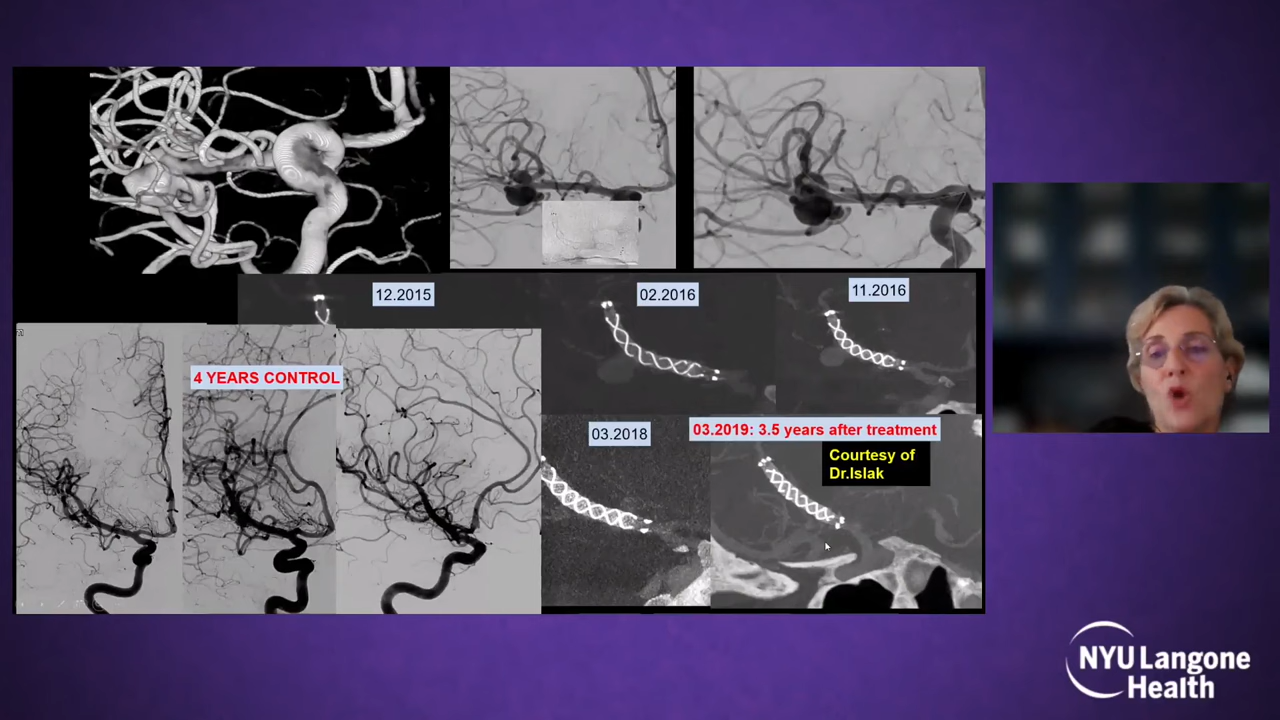 12.2015
02.2016
11.2016
4 YEARS CONTROL
03.2018
03.2019: 3.5 years after treatment
Courtesy of
Dr.Islak
NYU Langone
Health